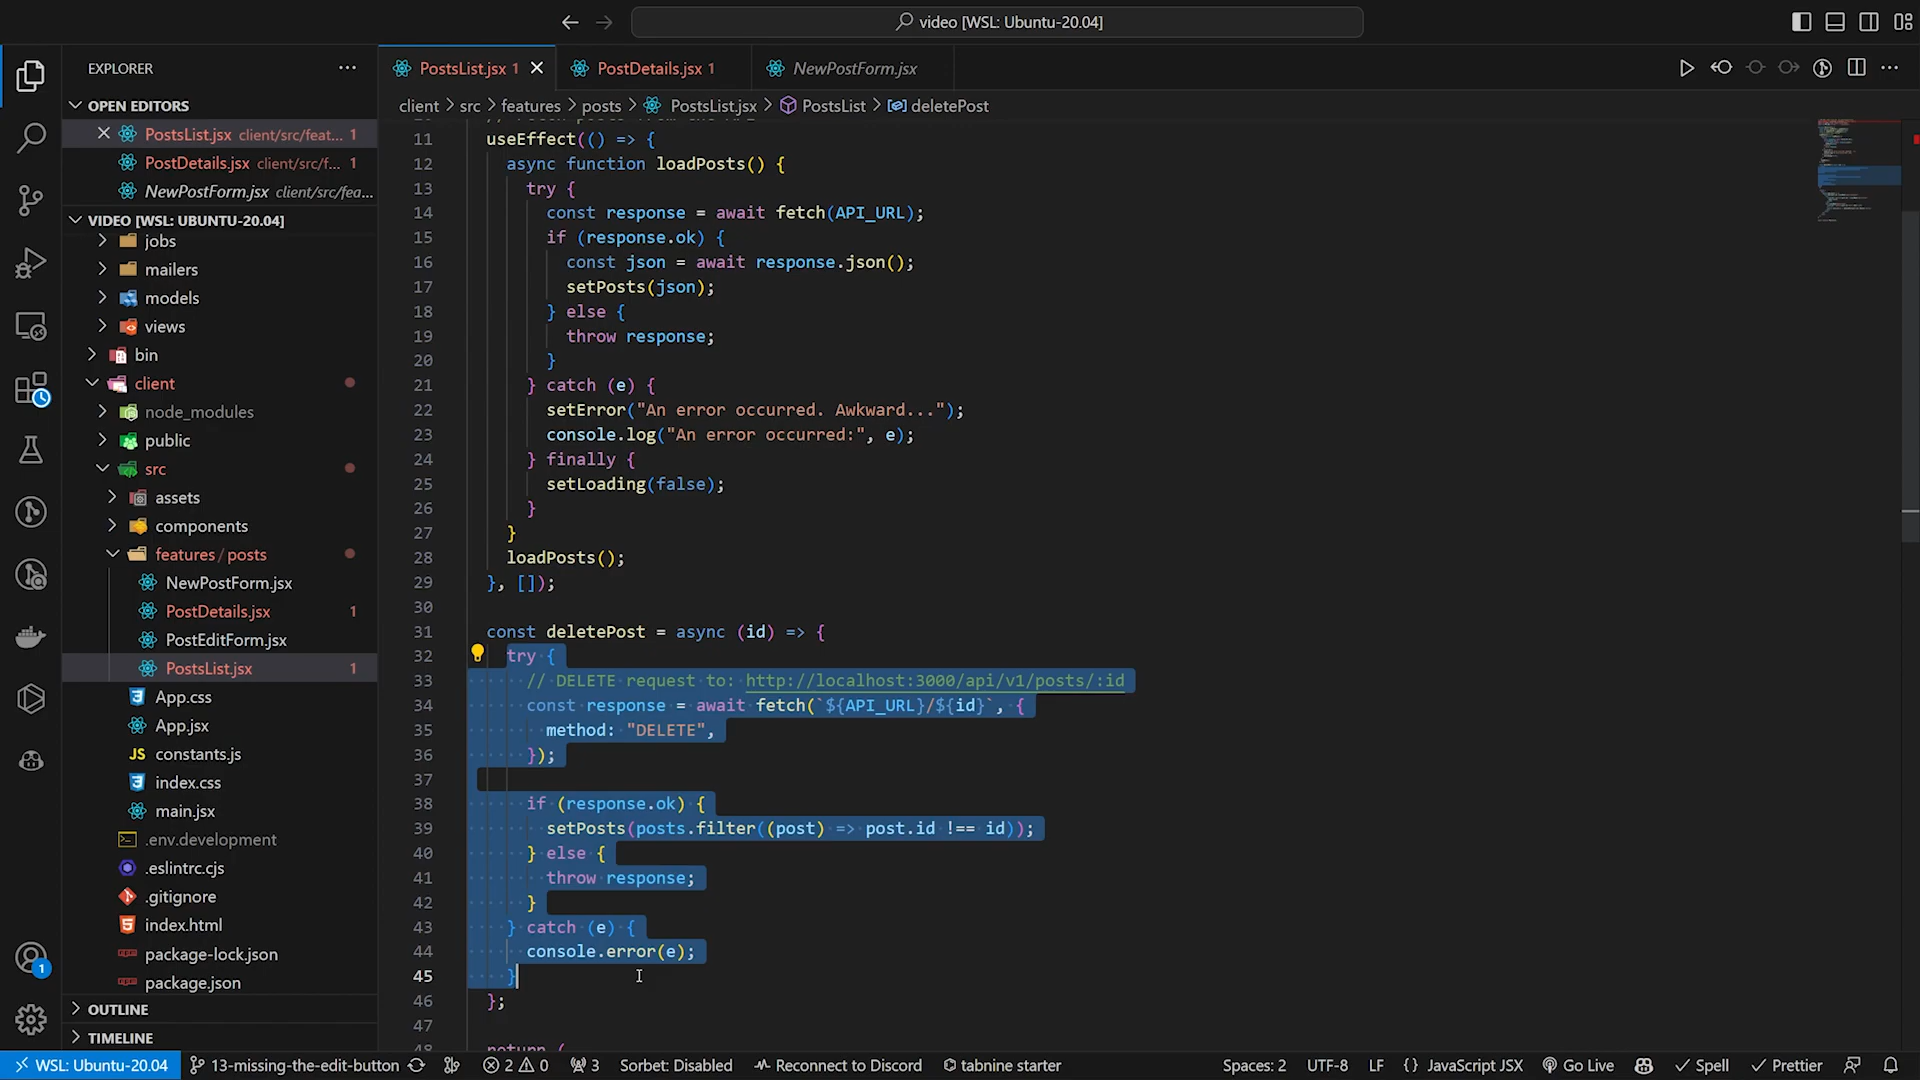 video [WSL: Ubuntu-20.04]
EXPLORER
OPEN EDITORS
PostsList.jsx client/src/feat... 1
PostDetails.jsx client/src/f... 1
NewPostForm.jsx client/src/fea...
VIDEO [WSL: UBUNTU-20.04]
jobs
mailers
models
views
bin
client
node_modules
public
src
assets
components
features / posts
NewPostForm.jsx
PostDetails.jsx 1
PostEditForm.jsx
PostsList.jsx 1
App.css
App.jsx
JS constants.js
index.css
main.jsx
.env.development
.eslintrc.cjs
.gitignore
index.html
package-lock.json
package.json
OUTLINE
TIMELINE
PostsList.jsx 1
PostDetails.jsx 1
NewPostForm.jsx
client > src > features > posts > PostsList.jsx > PostsList > deletePost
11 useEffect(() => {
12 async function loadPosts() {
13 try {
14 const response = await fetch(API_URL);
15 if (response.ok) {
16 const json = await response.json();
17 setPosts(json);
18 } else {
19 throw response;
20 }
21 } catch (e) {
22 setError("An error occurred. Awkward...");
23 console.log("An error occurred:", e);
24 } finally {
25 setLoading(false);
26 }
27 }
28 loadPosts();
29 }, []);
30
31 const deletePost = async (id) => {
32 try {
33 // DELETE request to: http://localhost:3000/api/v1/posts/:id
34 const response = await fetch(`${API_URL}/${id}`, {
35 method: "DELETE",
36 });
37
38 if (response.ok) {
39 setPosts(posts.filter((post) => post.id !== id));
40 } else {
41 throw response;
42 }
43 } catch (e) {
44 console.error(e);
45 }
46 };
47
48 return (
1
WSL: Ubuntu-20.04 13-missing-the-edit-button 2 0 3 Sorbet: Disabled Reconnect to Discord tabnine starter Spaces: 2 UTF-8 LF {} JavaScript JSX Go Live Spell Prettier